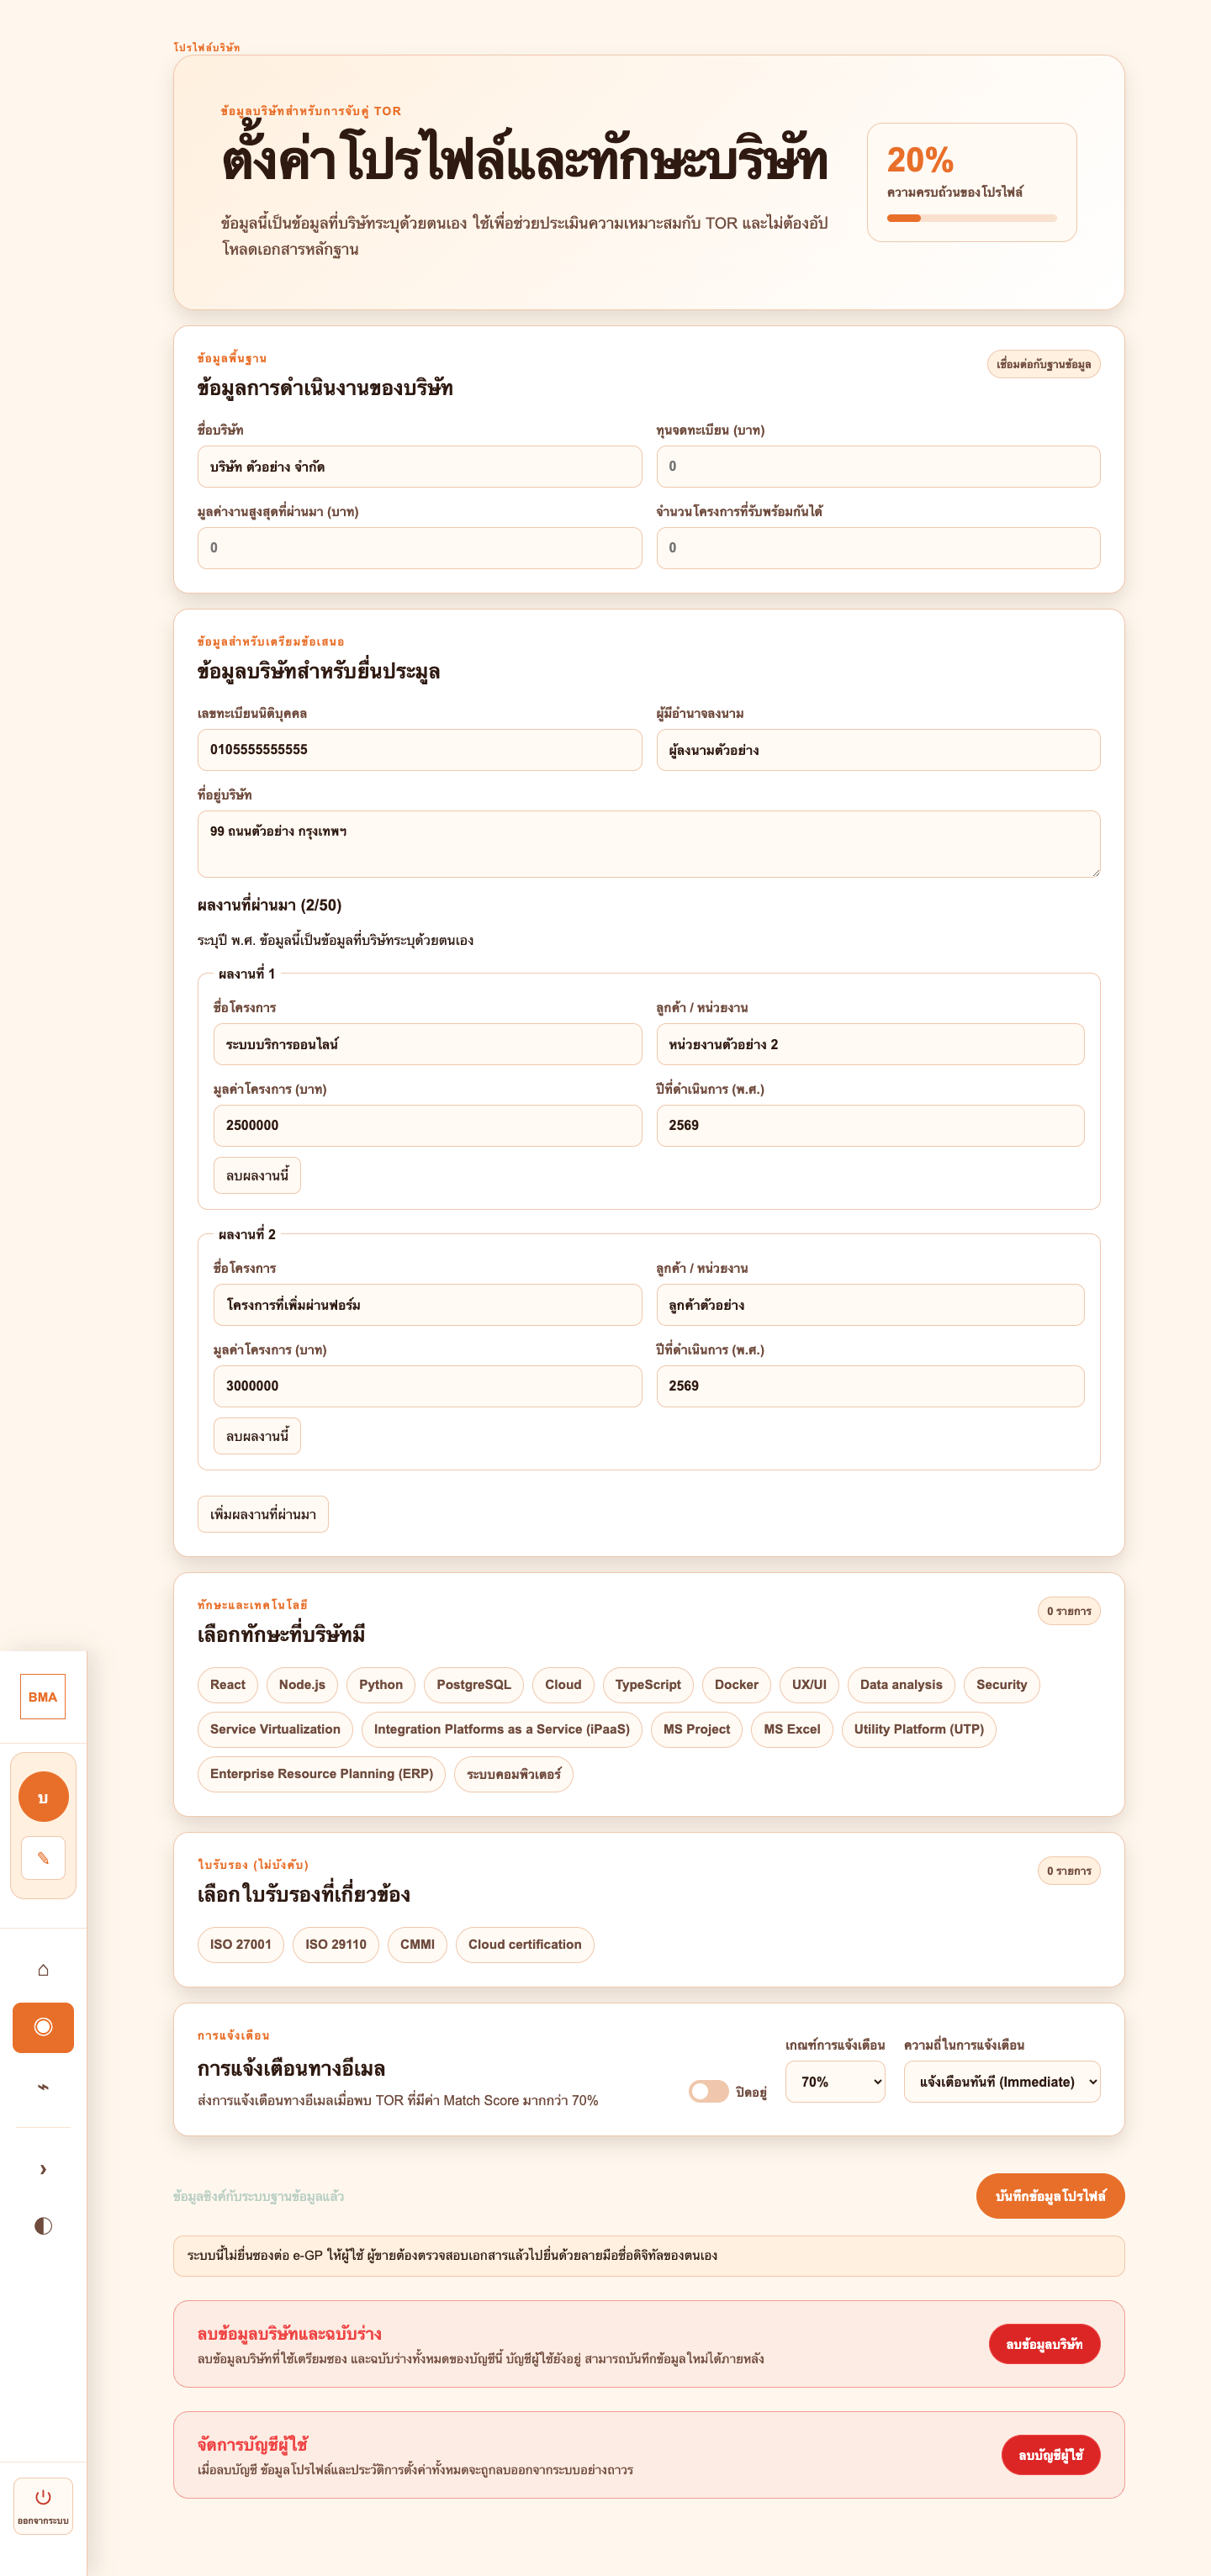 โปรไฟล์บริษัท
ข้อมูลบริษัทสำหรับการจับคู่ TOR
ตั้งค่าโปรไฟล์และทักษะบริษัท
ข้อมูลนี้เป็นข้อมูลที่บริษัทระบุด้วยตนเอง ใช้เพื่อช่วยประเมินความเหมาะสมกับ TOR และไม่ต้องอัป
โหลดเอกสารหลักฐาน
20%
ความครบถ้วนของโปรไฟล์
ข้อมูลพื้นฐาน
ข้อมูลการดำเนินงานของบริษัท
เชื่อมต่อกับฐานข้อมูล
ชื่อบริษัท
บริษัท ตัวอย่าง จำกัด
ทุนจดทะเบียน (บาท)
0
มูลค่างานสูงสุดที่ผ่านมา (บาท)
0
จำนวนโครงการที่รับพร้อมกันได้
0
ข้อมูลสำหรับเตรียมข้อเสนอ
ข้อมูลบริษัทสำหรับยื่นประมูล
เลขทะเบียนนิติบุคคล
0105555555555
ผู้มีอำนาจลงนาม
ผู้ลงนามตัวอย่าง
ที่อยู่บริษัท
99 ถนนตัวอย่าง กรุงเทพฯ
ผลงานที่ผ่านมา (2/50)
ระบุปี พ.ศ. ข้อมูลนี้เป็นข้อมูลที่บริษัทระบุด้วยตนเอง
ผลงานที่ 1
ชื่อโครงการ
ระบบบริการออนไลน์
ลูกค้า / หน่วยงาน
หน่วยงานตัวอย่าง 2
มูลค่าโครงการ (บาท)
2500000
ปีที่ดำเนินการ (พ.ศ.)
2569
ลบผลงานนี้
ผลงานที่ 2
ชื่อโครงการ
โครงการที่เพิ่มผ่านฟอร์ม
ลูกค้า / หน่วยงาน
ลูกค้าตัวอย่าง
มูลค่าโครงการ (บาท)
3000000
ปีที่ดำเนินการ (พ.ศ.)
2569
ลบผลงานนี้
เพิ่มผลงานที่ผ่านมา
ทักษะและเทคโนโลยี
เลือกทักษะที่บริษัทมี
0 รายการ
React Node.js Python PostgreSQL Cloud TypeScript Docker UX/UI Data analysis Security
Service Virtualization Integration Platforms as a Service (iPaaS) MS Project MS Excel Utility Platform (UTP)
Enterprise Resource Planning (ERP) ระบบคอมพิวเตอร์
ใบรับรอง (ไม่บังคับ)
เลือกใบรับรองที่เกี่ยวข้อง
0 รายการ
ISO 27001 ISO 29110 CMMI Cloud certification
การแจ้งเตือน
การแจ้งเตือนทางอีเมล
ส่งการแจ้งเตือนทางอีเมลเมื่อพบ TOR ที่มีค่า Match Score มากกว่า 70%
ปิดอยู่
เกณฑ์การแจ้งเตือน
70%
ความถี่ในการแจ้งเตือน
แจ้งเตือนทันที (Immediate)
ข้อมูลซิงค์กับระบบฐานข้อมูลแล้ว
บันทึกข้อมูลโปรไฟล์
ระบบนี้ไม่ยื่นซองต่อ e-GP ให้ผู้ใช้ ผู้ขายต้องตรวจสอบเอกสารแล้วไปยื่นด้วยลายมือชื่อดิจิทัลของตนเอง
ลบข้อมูลบริษัทและฉบับร่าง
ลบข้อมูลบริษัทที่ใช้เตรียมซอง และฉบับร่างทั้งหมดของบัญชีนี้ บัญชีผู้ใช้ยังอยู่ สามารถบันทึกข้อมูลใหม่ได้ภายหลัง
ลบข้อมูลบริษัท
จัดการบัญชีผู้ใช้
เมื่อลบบัญชี ข้อมูลโปรไฟล์และประวัติการตั้งค่าทั้งหมดจะถูกลบออกจากระบบอย่างถาวร
ลบบัญชีผู้ใช้
BMA
บ
ออกจากระบบ